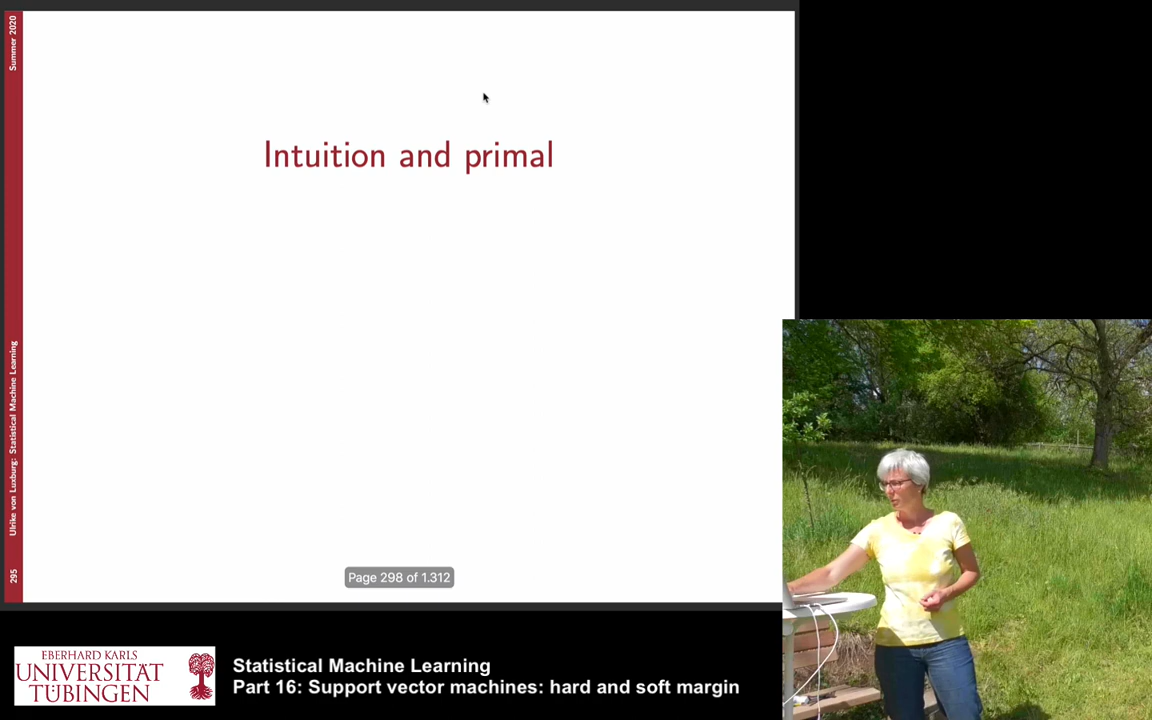 Summer 2020
Ulrike von Luxburg: Statistical Machine Learning
295
Intuition and primal
Page 298 of 1.312
EBERHARD KARLS
UNIVERSITÄT
TÜBINGEN
Statistical Machine Learning
Part 16: Support vector machines: hard and soft margin